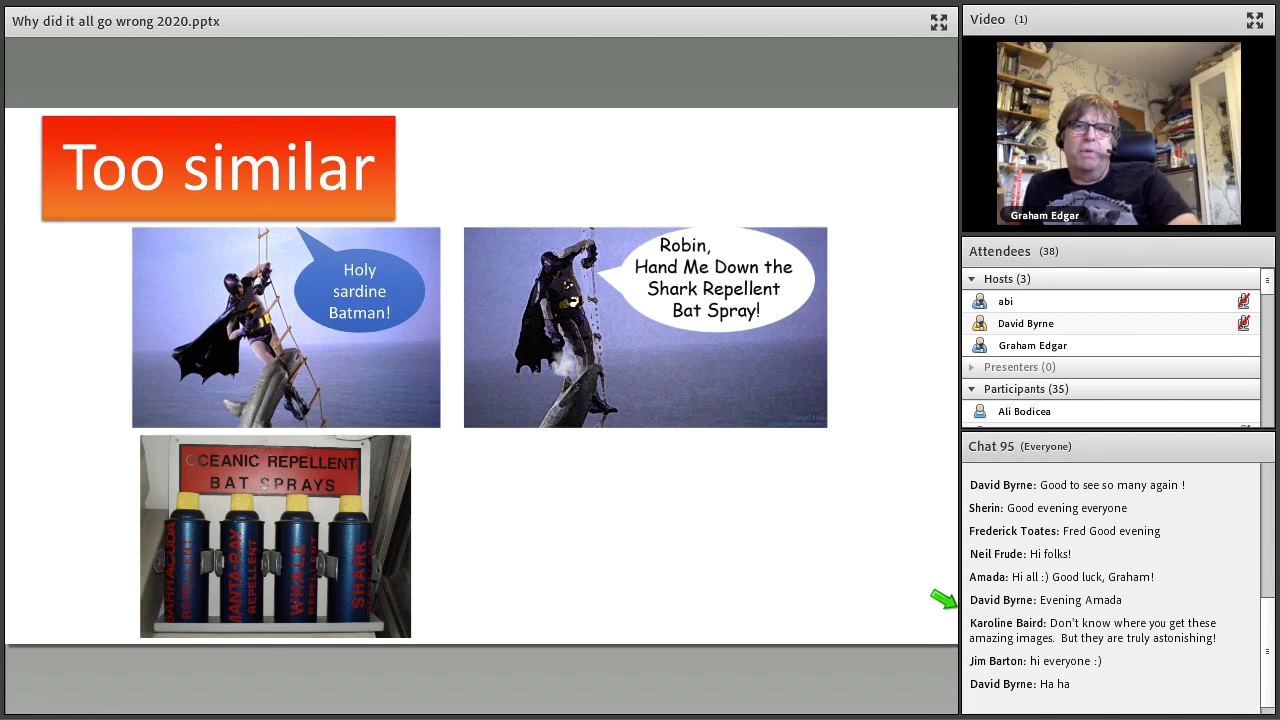 Why did it all go wrong 2020.pptx
Too similar
Holy
sardine
Batman!
Robin,
Hand Me Down the
Shark Repellent
Bat Spray!
OCEANIC REPELLENT
BAT SPRAYS
BARRACUDA
REPELLENT
MANTA-RAY
REPELLENT
WHALE
REPELLENT
SHARK
REPELLENT
Video (1)
Graham Edgar
Attendees (38)
Hosts (3)
abi
David Byrne
Graham Edgar
Presenters (0)
Participants (35)
Ali Bodicea
Chat 95 (Everyone)
David Byrne: Good to see so many again !
Sherin: Good evening everyone
Frederick Toates: Fred Good evening
Neil Frude: Hi folks!
Amada: Hi all :) Good luck, Graham!
David Byrne: Evening Amada
Karoline Baird: Don't know where you get these
amazing images. But they are truly astonishing!
Jim Barton: hi everyone :)
David Byrne: Ha ha